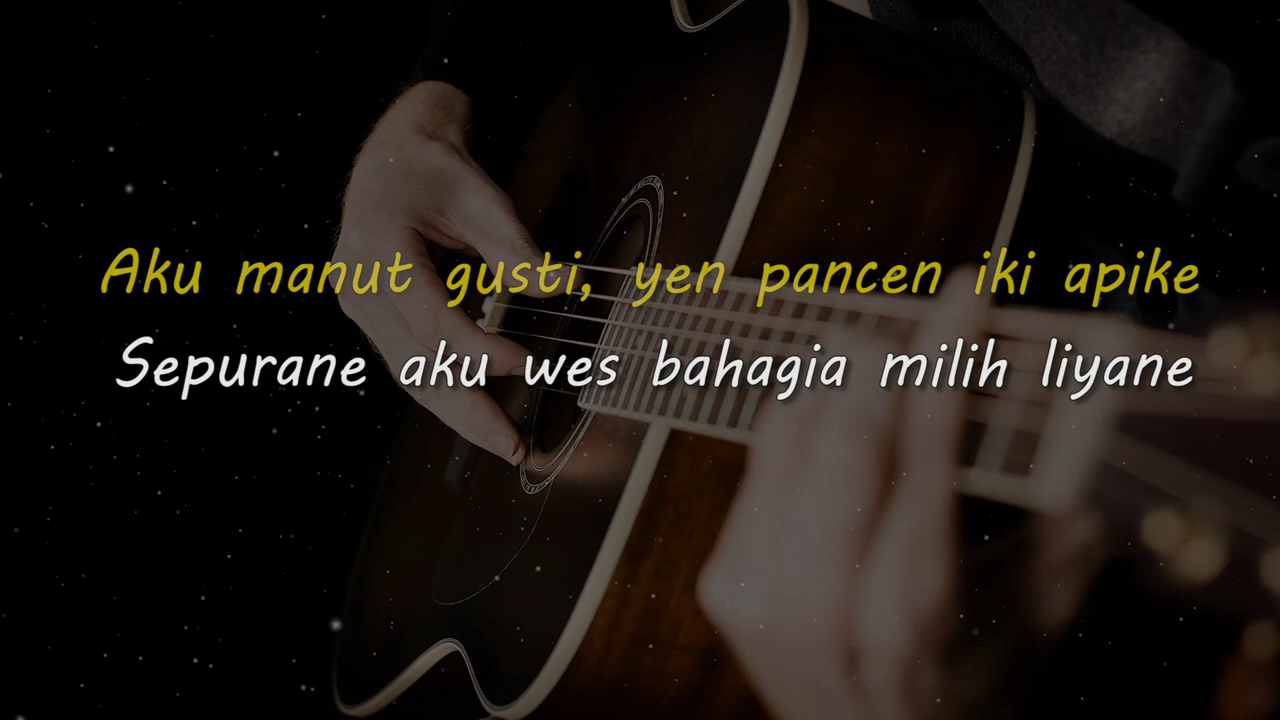 Aku manut gusti, yen pancen iki apike
Sepurane aku wes bahagia milih liyane